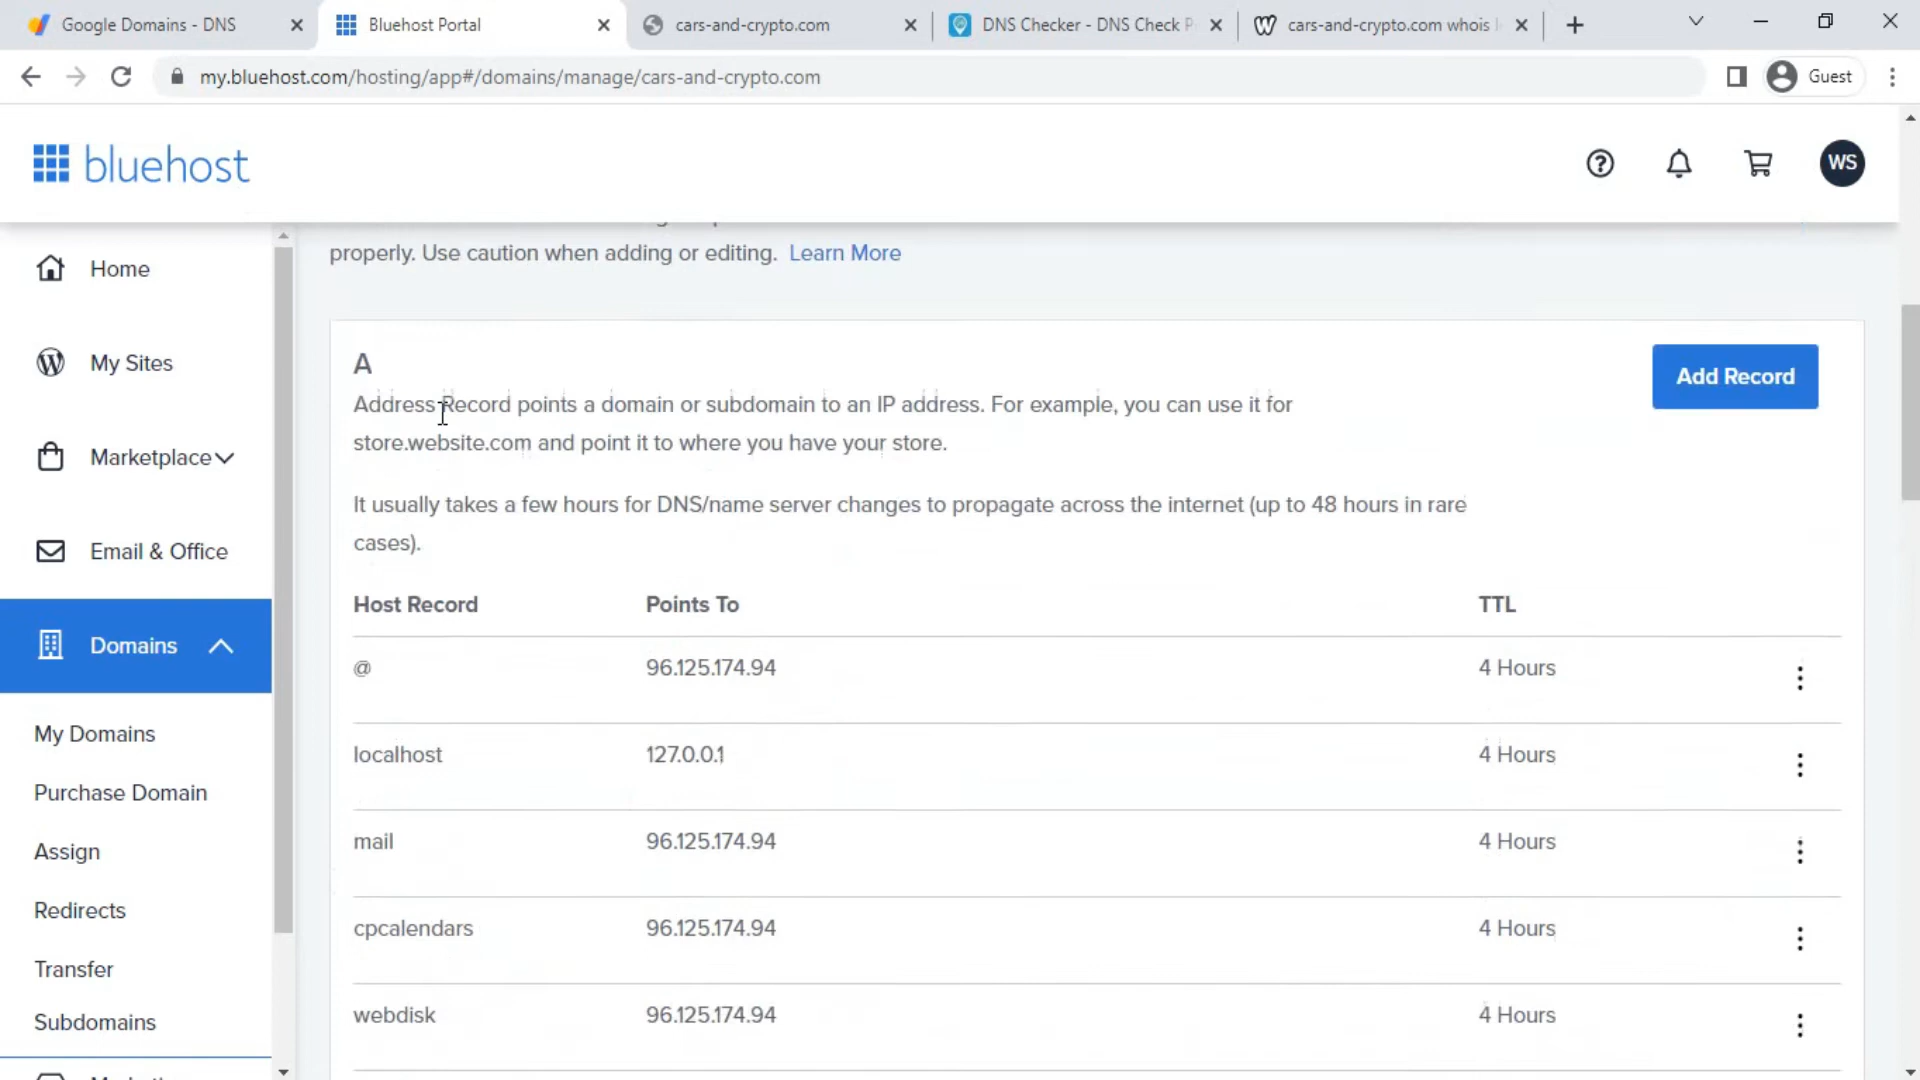 Google Domains - DNS
Bluehost Portal
cars-and-crypto.com
DNS Checker - DNS Check P
cars-and-crypto.com whois l
my.bluehost.com/hosting/app#/domains/manage/cars-and-crypto.com
Guest
bluehost
WS
Home
My Sites
Marketplace
Email & Office
Domains
My Domains
Purchase Domain
Assign
Redirects
Transfer
Subdomains
properly. Use caution when adding or editing. Learn More
A
Add Record
Address Record points a domain or subdomain to an IP address. For example, you can use it for
store.website.com and point it to where you have your store.
It usually takes a few hours for DNS/name server changes to propagate across the internet (up to 48 hours in rare
cases).
Host Record Points To TTL
@ 96.125.174.94 4 Hours
localhost 127.0.0.1 4 Hours
mail 96.125.174.94 4 Hours
cpcalendars 96.125.174.94 4 Hours
webdisk 96.125.174.94 4 Hours